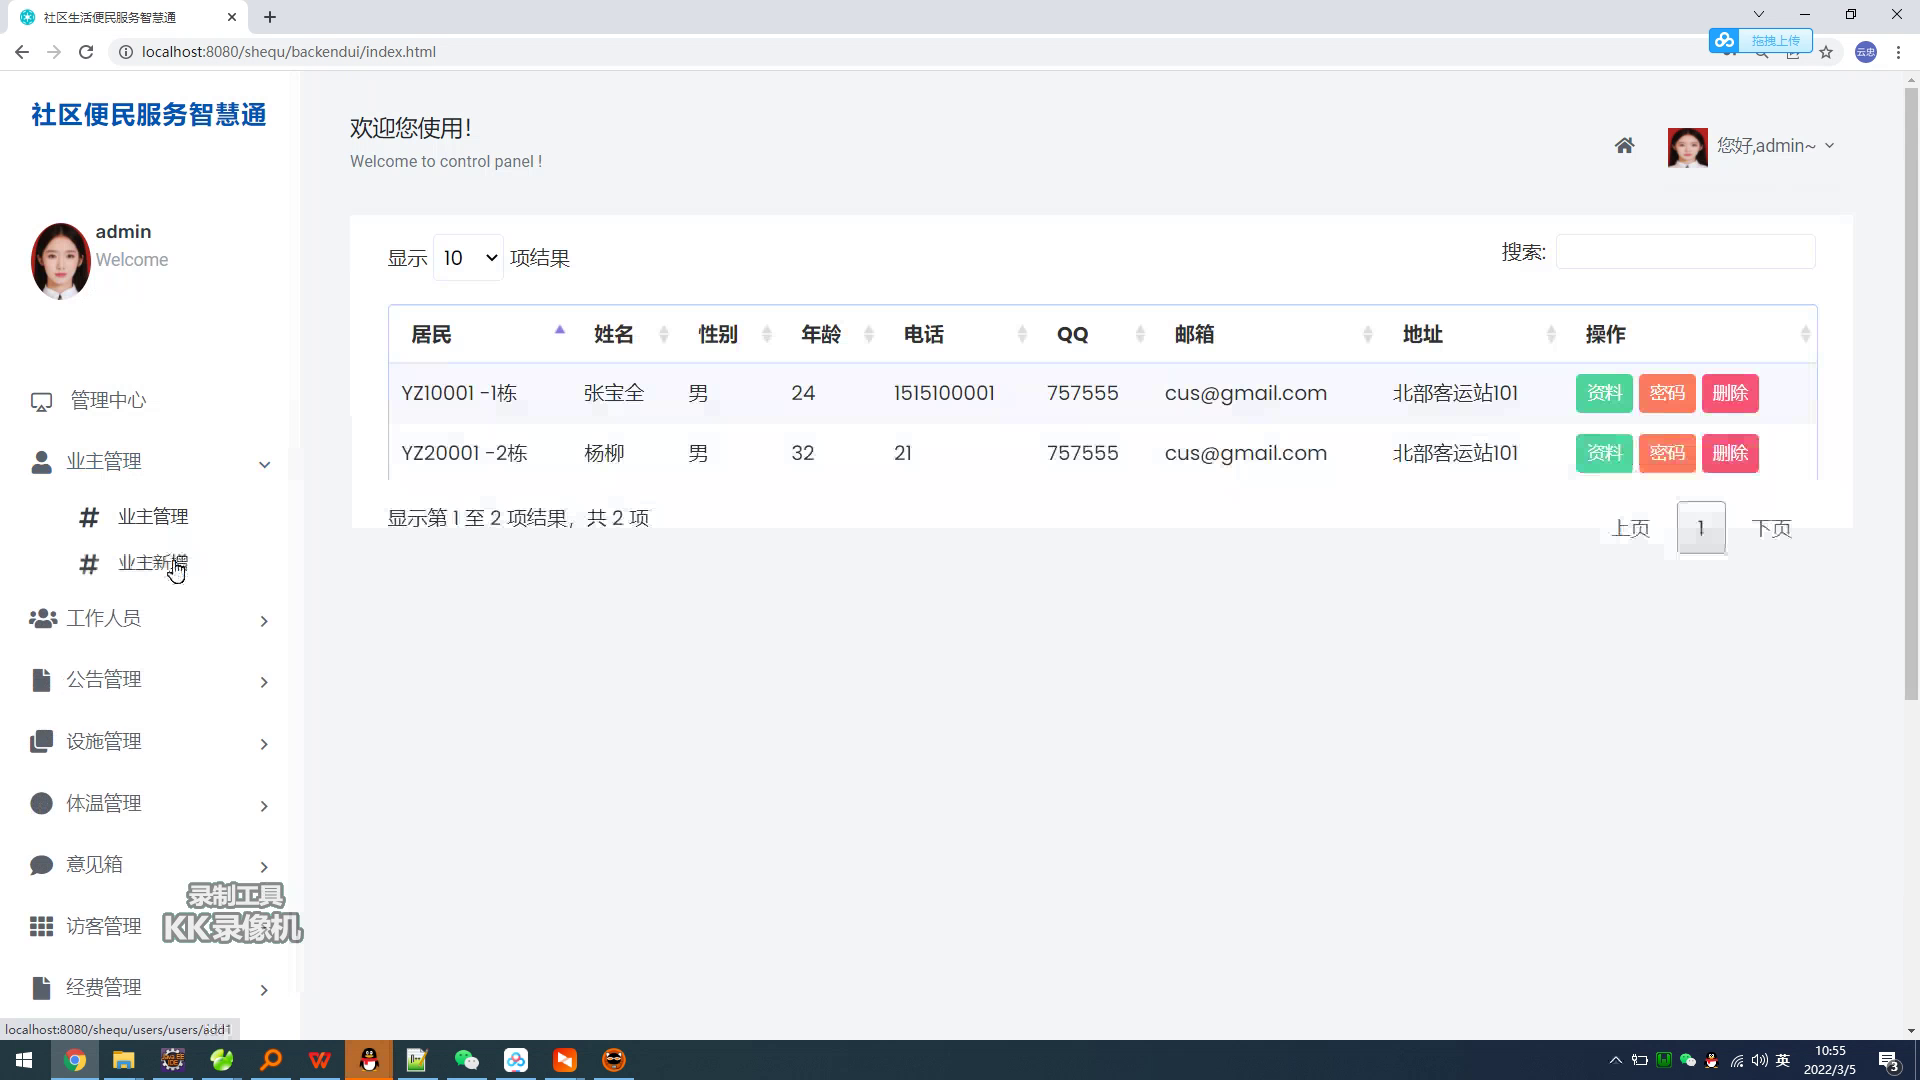 社区生活便民服务智慧通
localhost:8080/shequ/backendui/index.html
拖拽上传
云忠
社区便民服务智慧通
欢迎您使用!
Welcome to control panel !
您好,admin~
admin
Welcome
显示 10 项结果
搜索:
居民 姓名 性别 年龄 电话 QQ 邮箱 地址 操作
YZ10001 -1栋 张宝全 男 24 1515100001 757555 cus@gmail.com 北部客运站101 资料 密码 删除
YZ20001 -2栋 杨柳 男 32 21 757555 cus@gmail.com 北部客运站101 资料 密码 删除
显示第 1 至 2 项结果，共 2 项
上页 1 下页
管理中心
业主管理
# 业主管理
# 业主新增
工作人员
公告管理
设施管理
体温管理
意见箱
录制工具
KK录像机
访客管理
经费管理
localhost:8080/shequ/users/users/add1
英
10:55
2022/3/5
3